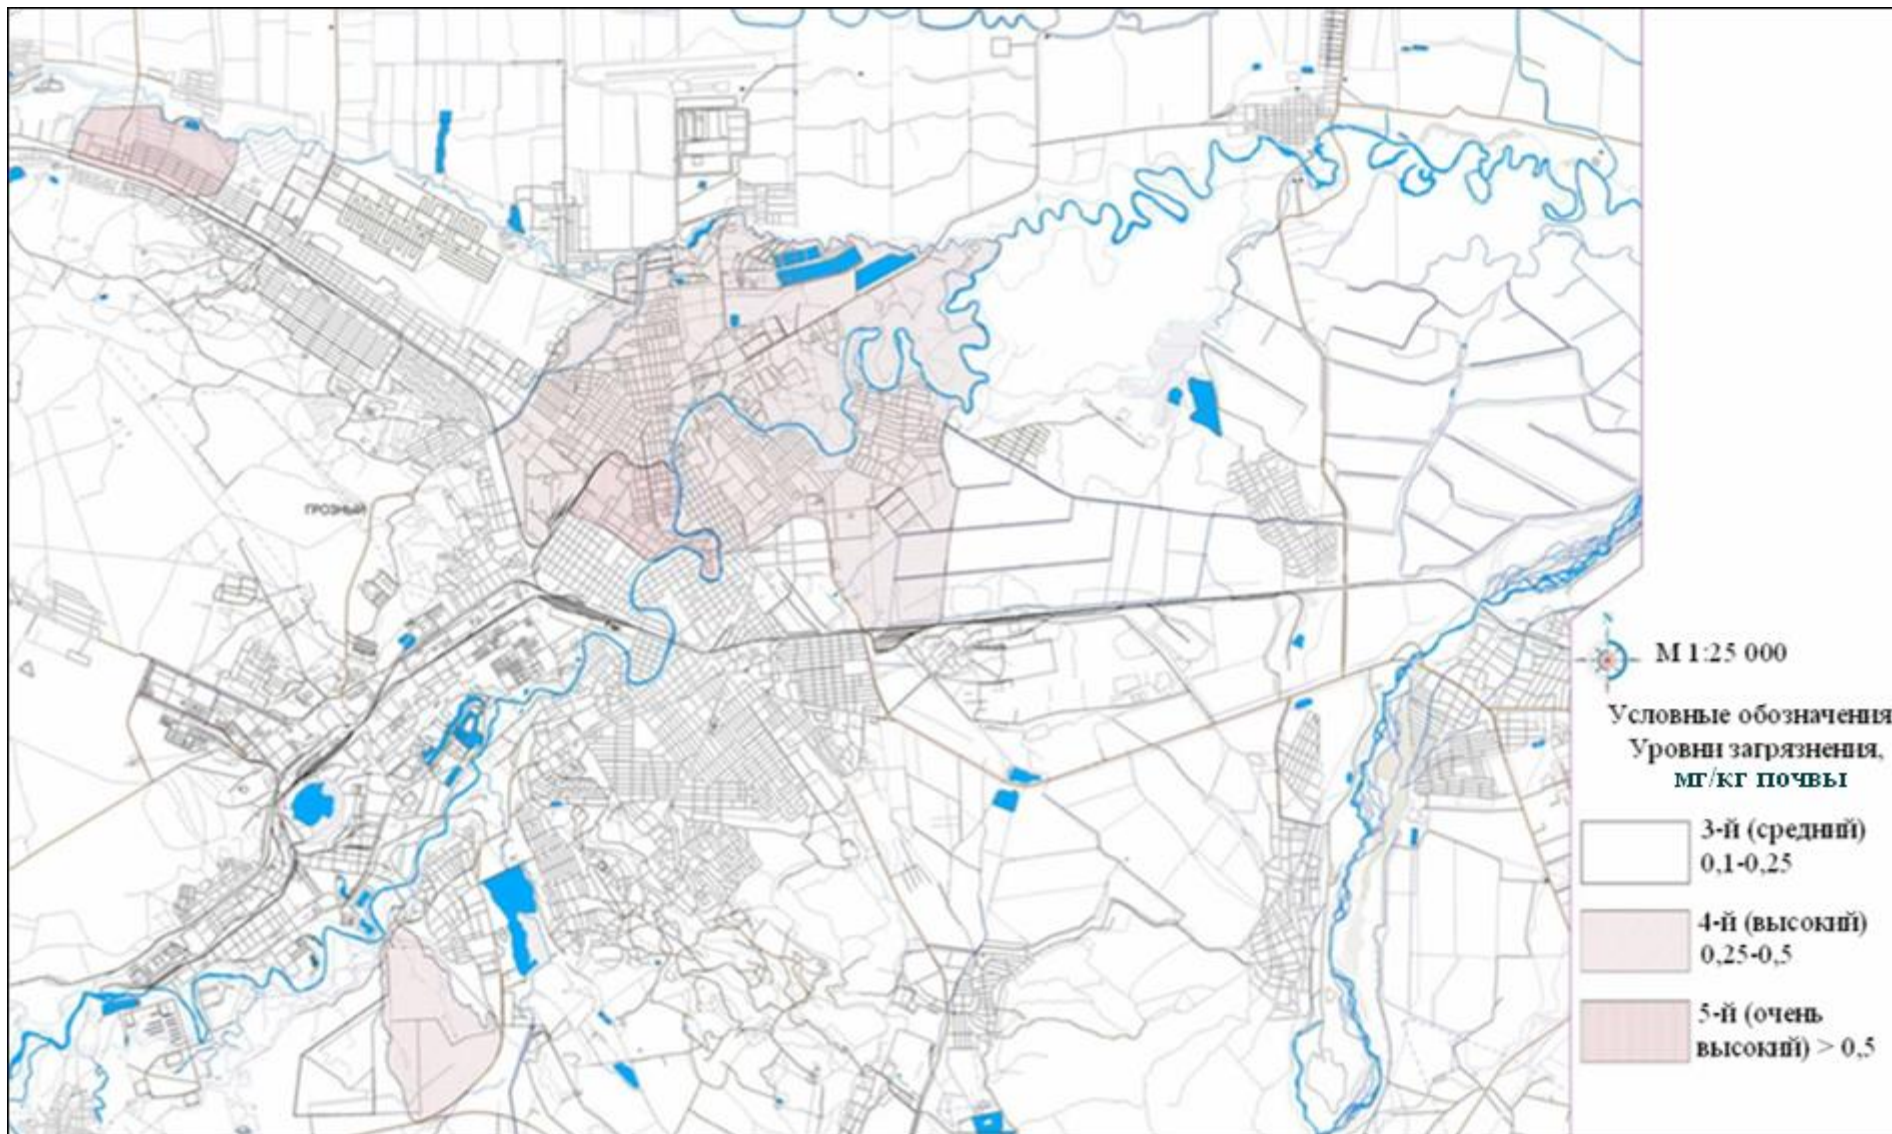 ГРОЗНЫЙ
М 1:25 000
Условные обозначения
Уровни загрязнения,
мг/кг почвы
3-й (средний)
0,1-0,25
4-й (высокий)
0,25-0,5
5-й (очень
высокий) > 0,5